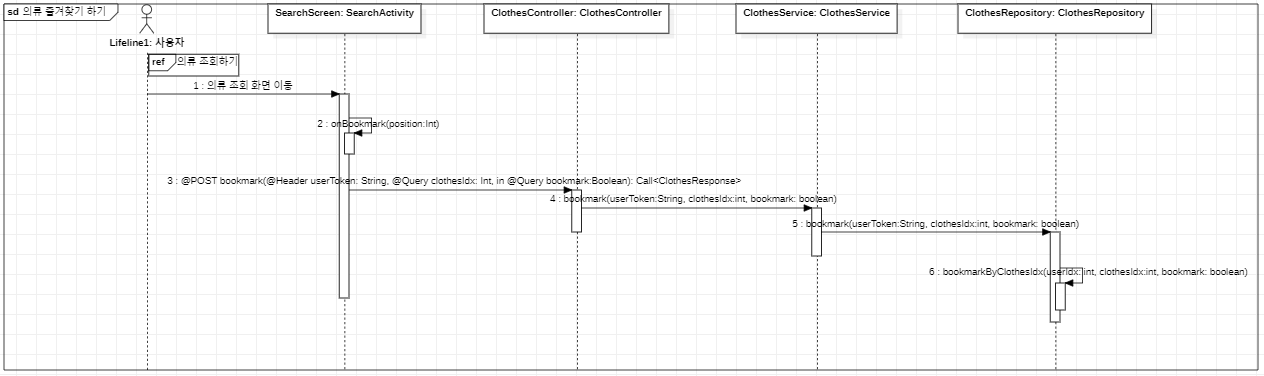 sd 의류 즐겨찾기 하기
SearchScreen: SearchActivity
ClothesController: ClothesController
ClothesService: ClothesService
ClothesRepository: ClothesRepository
Lifeline1: 사용자
ref 의류 조회하기
1 : 의류 조회 화면 이동
2 : onBookmark(position:Int)
3 : @POST bookmark(@Header userToken: String, @Query clothesIdx: Int, in @Query bookmark:Boolean): Call<ClothesResponse>
4 : bookmark(userToken:String, clothesIdx:int, bookmark: boolean)
5 : bookmark(userToken:String, clothesIdx:int, bookmark: boolean)
6 : bookmarkByClothesIdx(userIdx: int, clothesIdx:int, bookmark: boolean)